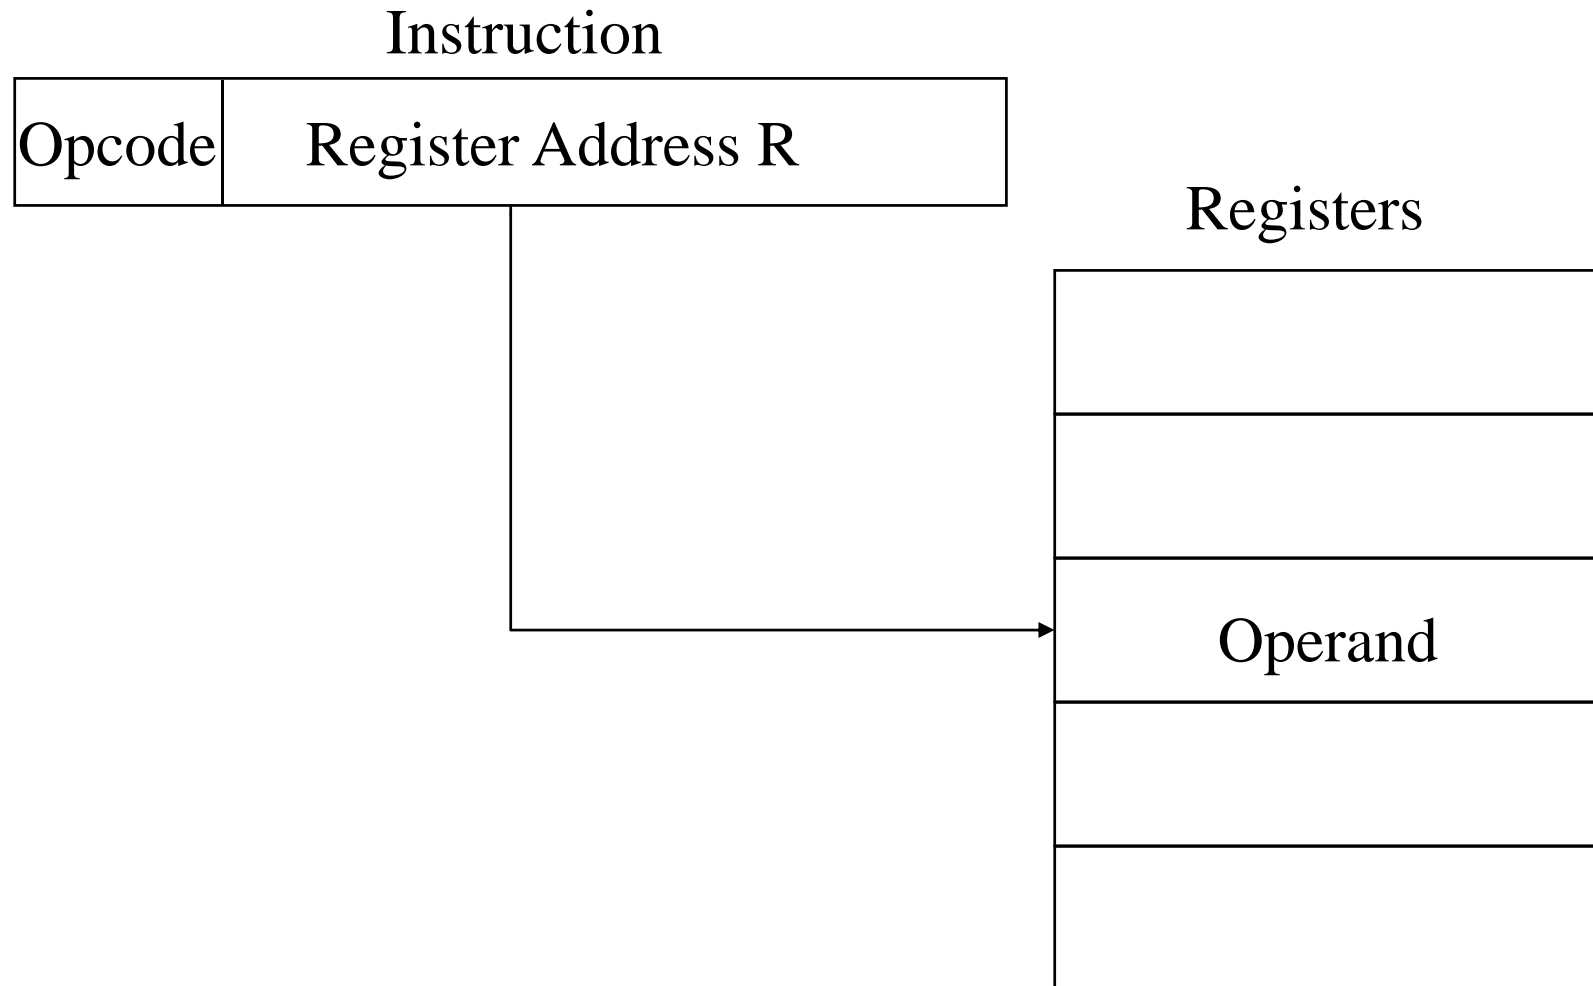 Instruction
Opcode
Register Address R
Registers
Operand